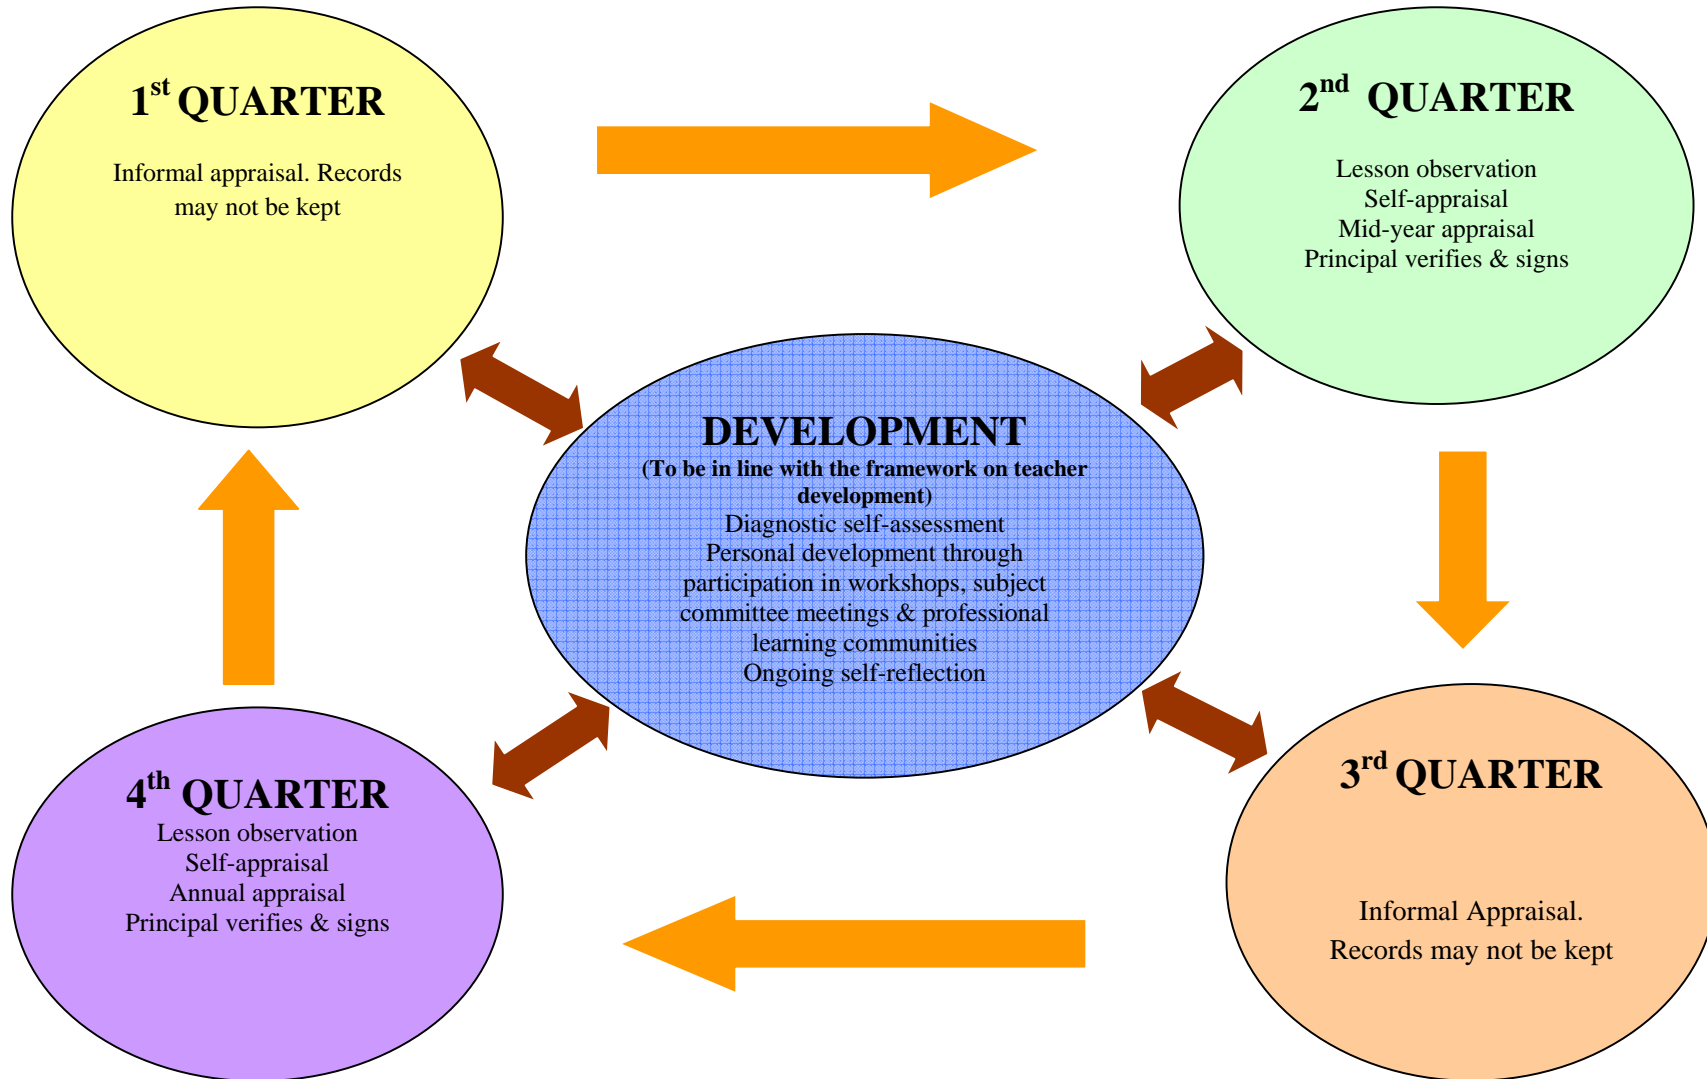 1st QUARTER
Informal appraisal. Records
may not be kept
2nd QUARTER
Lesson observation
Self-appraisal
Mid-year appraisal
Principal verifies & signs
DEVELOPMENT
(To be in line with the framework on teacher
development)
Diagnostic self-assessment
Personal development through
participation in workshops, subject
committee meetings & professional
learning communities
Ongoing self-reflection
4th QUARTER
Lesson observation
Self-appraisal
Annual appraisal
Principal verifies & signs
3rd QUARTER
Informal Appraisal.
Records may not be kept